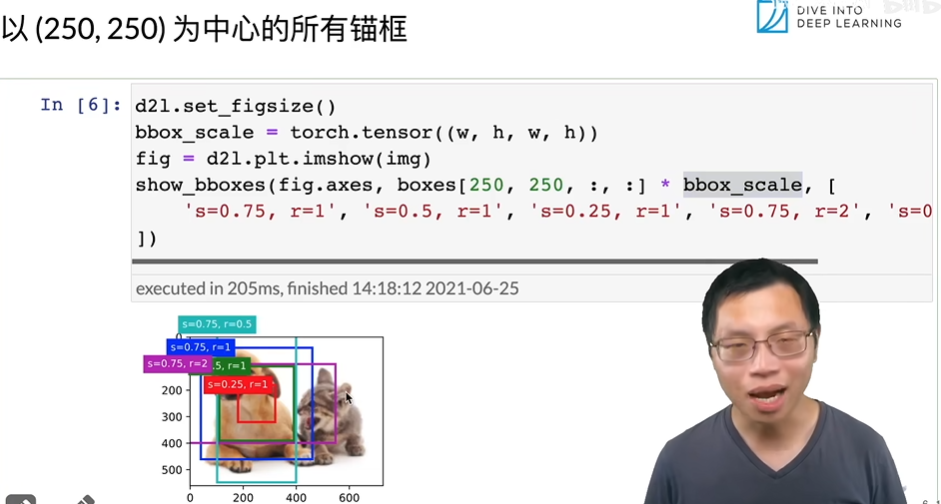 以 (250, 250) 为中心的所有锚框
DIVE INTO
DEEP LEARNING
In [6]:
d2l.set_figsize()
bbox_scale = torch.tensor((w, h, w, h))
fig = d2l.plt.imshow(img)
show_bboxes(fig.axes, boxes[250, 250, :, :] * bbox_scale, [
's=0.75, r=1', 's=0.5, r=1', 's=0.25, r=1', 's=0.75, r=2', 's=0
])
executed in 205ms, finished 14:18:12 2021-06-25
s=0.75, r=0.5
0
s=0.75, r=1
s=0.75, r=2
.5, r=1
s=0.25, r=1
200
300
400
500
0
200
400
600